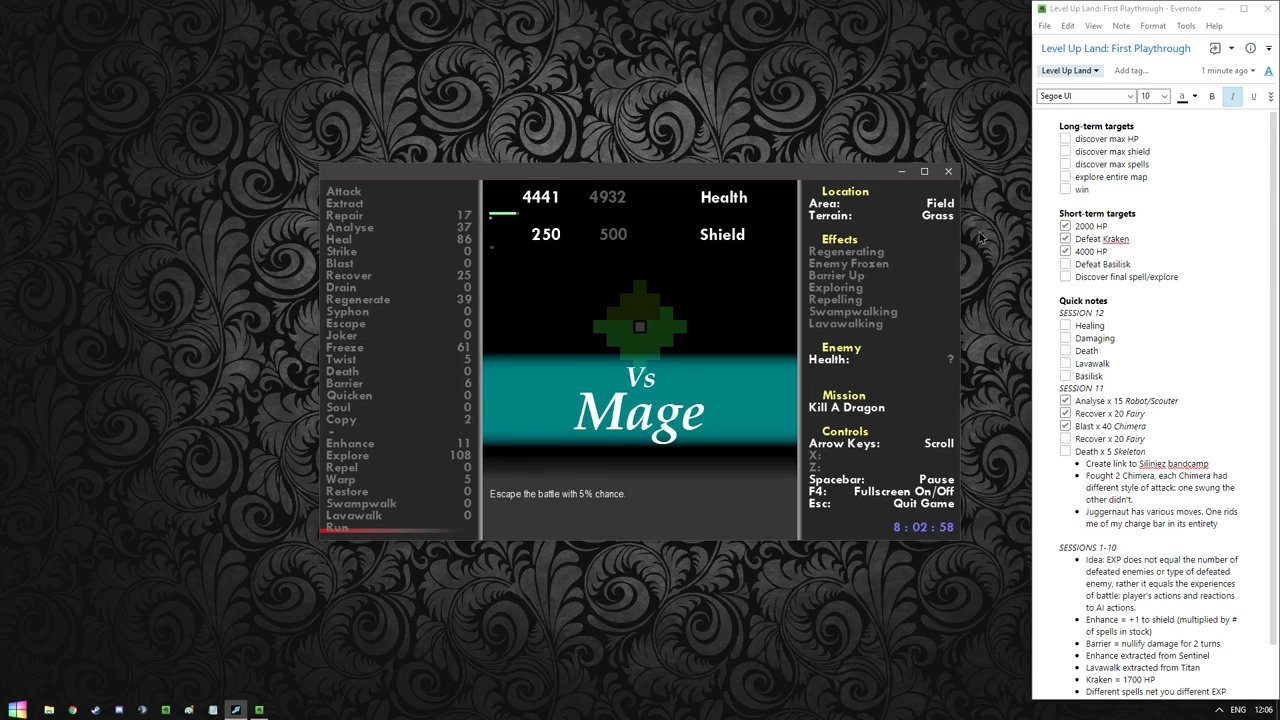 Attack
Extract
Repair 17
Analyse 37
Heal 86
Strike 0
Blast 0
Recover 25
Drain 0
Regenerate 39
Syphon 0
Escape 0
Joker 0
Freeze 61
Twist 5
Death 0
Barrier 6
Quicken 0
Soul 0
Copy 2
-
Enhance 11
Explore 108
Repel 0
Warp 5
Restore 0
Swampwalk 0
Lavawalk 0
Run
4441 4932 Health
250 500 Shield
Vs
Mage
Escape the battle with 5% chance.
Location
Area: Field
Terrain: Grass
Effects
Regenerating
Enemy Frozen
Barrier Up
Exploring
Repelling
Swampwalking
Lavawalking
Enemy
Health: ?
Mission
Kill A Dragon
Controls
Arrow Keys: Scroll
X:
Z:
Spacebar: Pause
F4: Fullscreen On/Off
Esc: Quit Game
8 : 02 : 58
Level Up Land: First Playthrough - Evernote
File Edit View Note Format Tools Help
Level Up Land: First Playthrough
Level Up Land Add tag... 1 minute ago A
Segoe UI 10 a B I U
Long-term targets
discover max HP
discover max shield
discover max spells
explore entire map
win
Short-term targets
2000 HP
Defeat Kraken
4000 HP
Defeat Basilisk
Discover final spell/explore
Quick notes
SESSION 12
Healing
Damaging
Death
Lavawalk
Basilisk
SESSION 11
Analyse x 15 Robot/Scouter
Recover x 20 Fairy
Blast x 40 Chimera
Recover x 20 Fairy
Death x 5 Skeleton
• Create link to Siliniez bandcamp
• Fought 2 Chimera, each Chimera had
different style of attack: one swung the
other didn't.
• Juggernaut has various moves. One rids
me of my charge bar in its entirety
SESSIONS 1-10
• Idea: EXP does not equal the number of
defeated enemies or type of defeated
enemy, rather it equals the experiences
of battle: player's actions and reactions
to AI actions.
• Enhance = +1 to shield (multiplied by #
of spells in stock)
• Barrier = nullify damage for 2 turns
• Enhance extracted from Sentinel
• Lavawalk extracted from Titan
• Kraken = 1700 HP
• Different spells net you different EXP
ENG 12:06